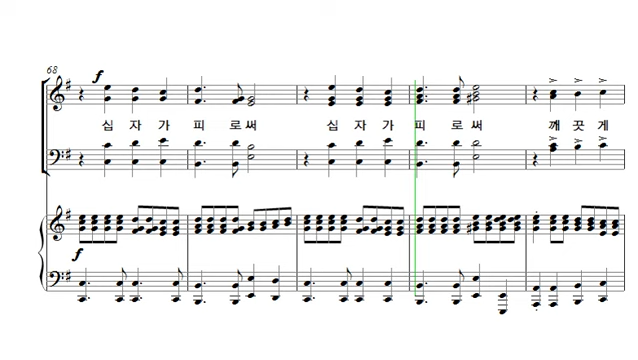 68
f
십 자 가 피 로 써 십 자 가 피 로 써 깨 끗 게
f